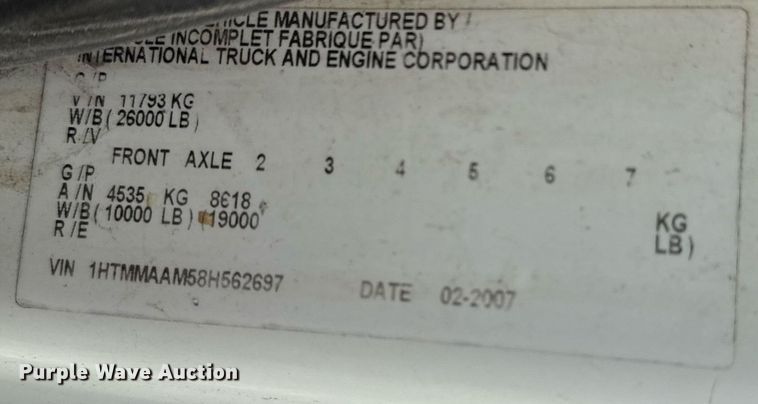 VEHICLE MANUFACTURED BY /
INCOMPLET FABRIQUE PAR)
INTERNATIONAL TRUCK AND ENGINE CORPORATION
G/P
V/N 11793 KG
W/B( 26000 LB)
R /V
FRONT AXLE 2 3 4 5 6 7
G /P
A /N 4535 KG 8618 KG
W/B( 10000 LB) 19000 LB)
R /E
VIN 1HTMMAAM58H562697 DATE 02-2007
Purple Wave Auction